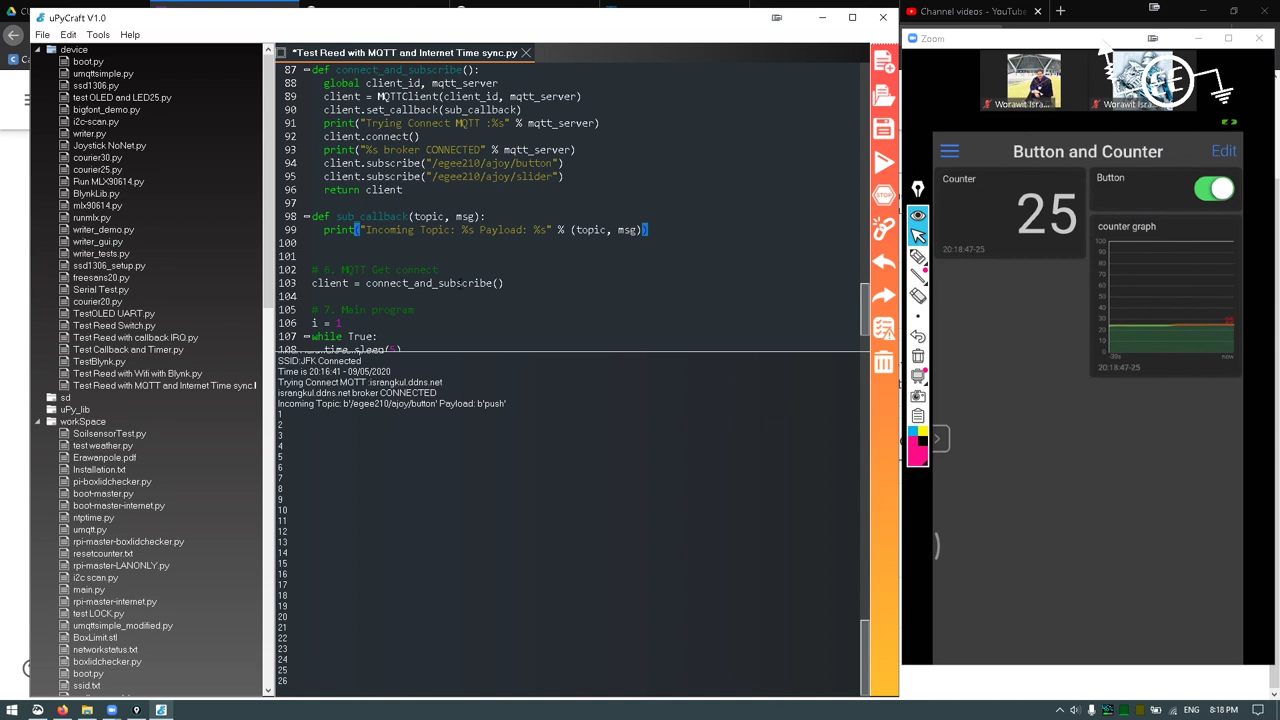 uPyCraft V1.0
File Edit Tools Help
device
boot.py
umqttsimple.py
ssd1306.py
test OLED and LED25.py
bigfont_demo.py
i2c-scan.py
writer.py
Joystick NoNet.py
courier30.py
courier25.py
Run MLX90614.py
BlynkLib.py
mlx90614.py
runmlx.py
writer_demo.py
writer_gui.py
writer_tests.py
ssd1306_setup.py
freesans20.py
Serial Test.py
courier20.py
TestOLED UART.py
Test Reed Switch.py
Test Reed with callback IRQ.py
Test Callback and Timer.py
TestBlynk.py
Test Reed with Wifi with Blynk.py
Test Reed with MQTT and Internet Time sync.
sd
uPy_lib
workSpace
SoilsensorTest.py
test weather.py
Erawanpole.pdf
Installation.txt
pi-boxlidchecker.py
boot-master.py
boot-master-internet.py
ntptime.py
umqtt.py
rpi-master-boxlidchecker.py
resetcounter.txt
rpi-master-LANONLY.py
i2c scan.py
main.py
rpi-master-internet.py
test LOCK.py
umqttsimple_modified.py
BoxLimit.stl
networkstatus.txt
boxlidchecker.py
boot.py
ssid.txt
*Test Reed with MQTT and Internet Time sync.py
87 def connect_and_subscribe():
88 global client_id, mqtt_server
89 client = MQTTClient(client_id, mqtt_server)
90 client.set_callback(sub_callback)
91 print("Trying Connect MQTT :%s" % mqtt_server)
92 client.connect()
93 print("%s broker CONNECTED" % mqtt_server)
94 client.subscribe("/egee210/ajoy/button")
95 client.subscribe("/egee210/ajoy/slider")
96 return client
97
98 def sub_callback(topic, msg):
99 print("Incoming Topic: %s Payload: %s" % (topic, msg))
100
101
102 # 6. MQTT Get connect
103 client = connect_and_subscribe()
104
105 # 7. Main program
106 i = 1
107 while True:
108 time.sleep(5)
SSID:JFK Connected
Time is 20:16:41 - 09/05/2020
Trying Connect MQTT :israngkul.ddns.net
israngkul.ddns.net broker CONNECTED
Incoming Topic: b'/egee210/ajoy/button' Payload: b'push'
1
2
3
4
5
6
7
8
9
10
11
12
13
14
15
16
17
18
19
20
21
22
23
24
25
26
Channel videos - YouTube
Zoom
Worawit Isra...
Worawit Isra...
Button and Counter
Edit
Counter
25
20:18:47-25
Button
counter graph
100
90
80
70
60
50
40
30
20
10
0
25
-39s
now
20:18:47-25
ENG 8:18 PM